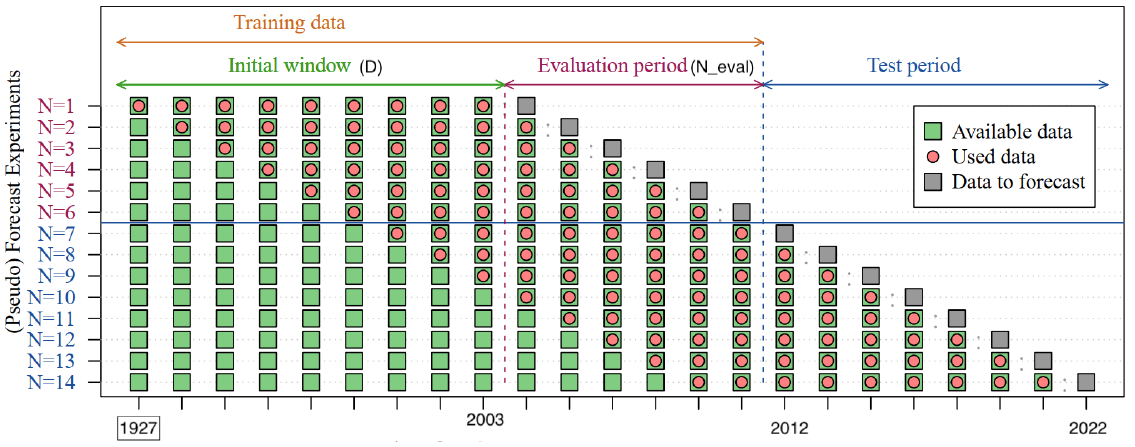 Training data
Initial window (D)
Evaluation period (N_eval)
Test period
(Pseudo) Forecast Experiments
N=1
N=2
N=3
N=4
N=5
N=6
N=7
N=8
N=9
N=10
N=11
N=12
N=13
N=14
Available data
Used data
Data to forecast
1927
2003
2012
2022